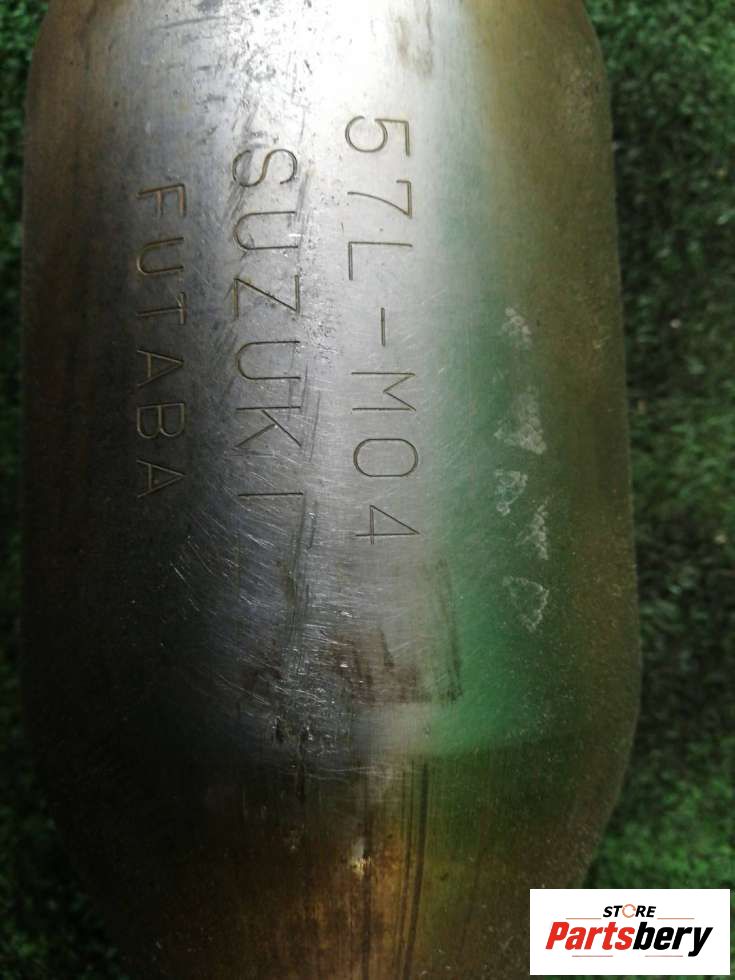 57L-M04
SUZUKI
FUTABA
STORE
Partsbery